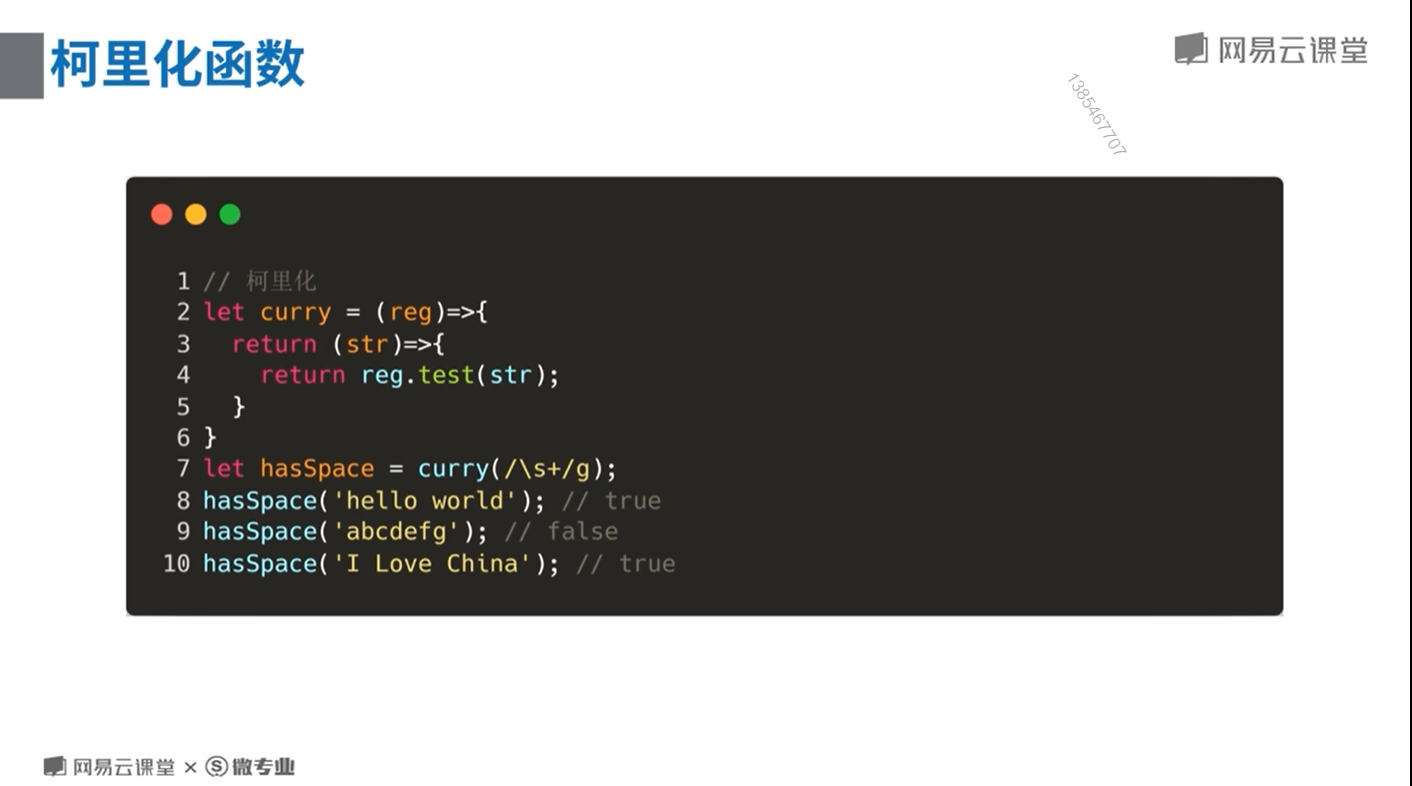 柯里化函数
网易云课堂
1385467707
1 // 柯里化
2 let curry = (reg)=>{
3   return (str)=>{
4     return reg.test(str);
5   }
6 }
7 let hasSpace = curry(/\s+/g);
8 hasSpace('hello world'); // true
9 hasSpace('abcdefg'); // false
10 hasSpace('I Love China'); // true
网易云课堂 × S 微专业